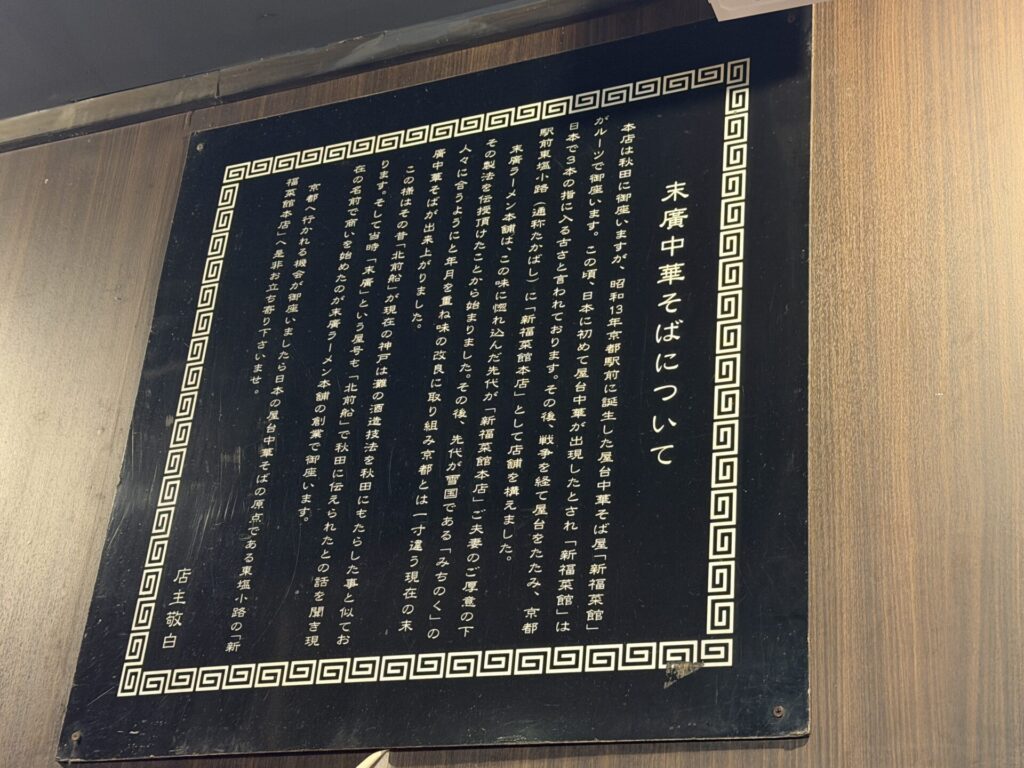 末廣中華そばについて
本店は秋田に御座いますが、昭和13年京都駅前に誕生した屋台中華そば屋「新福菜館」
がルーツで御座います。この頃、日本に初めて屋台中華が出現したとされ「新福菜館」は
日本で3本の指に入る古さと言われております。その後、戦争を経て屋台をたたみ、京都
駅前東塩小路（通称たかばし）に「新福菜館本店」として店舗を構えました。
末廣ラーメン本舗は、この味に惚れ込んだ先代が「新福菜館本店」ご夫妻のご厚意の下
その製法を伝授頂けたことから始まりました。その後、先代が雪国である「みちのく」の
人々に合うようにと年月を重ね味の改良に取り組み京都とは一寸違う現在の末
廣中華そばが出来上がりました。
この様はその昔「北前船」が現在の神戸は灘の酒造技法を秋田にもたらした事と似てお
ります。そして当時「末廣」という屋号も「北前船」で秋田に伝えられたとの話を聞き現
在の名前で商いを始めたのが末廣ラーメン本舗の創業で御座います。
京都へ行かれる機会が御座いましたら日本の屋台中華そばの原点である東塩小路の「新
福菜館本店」へ是非お立ち寄り下さいませ。
店主敬白